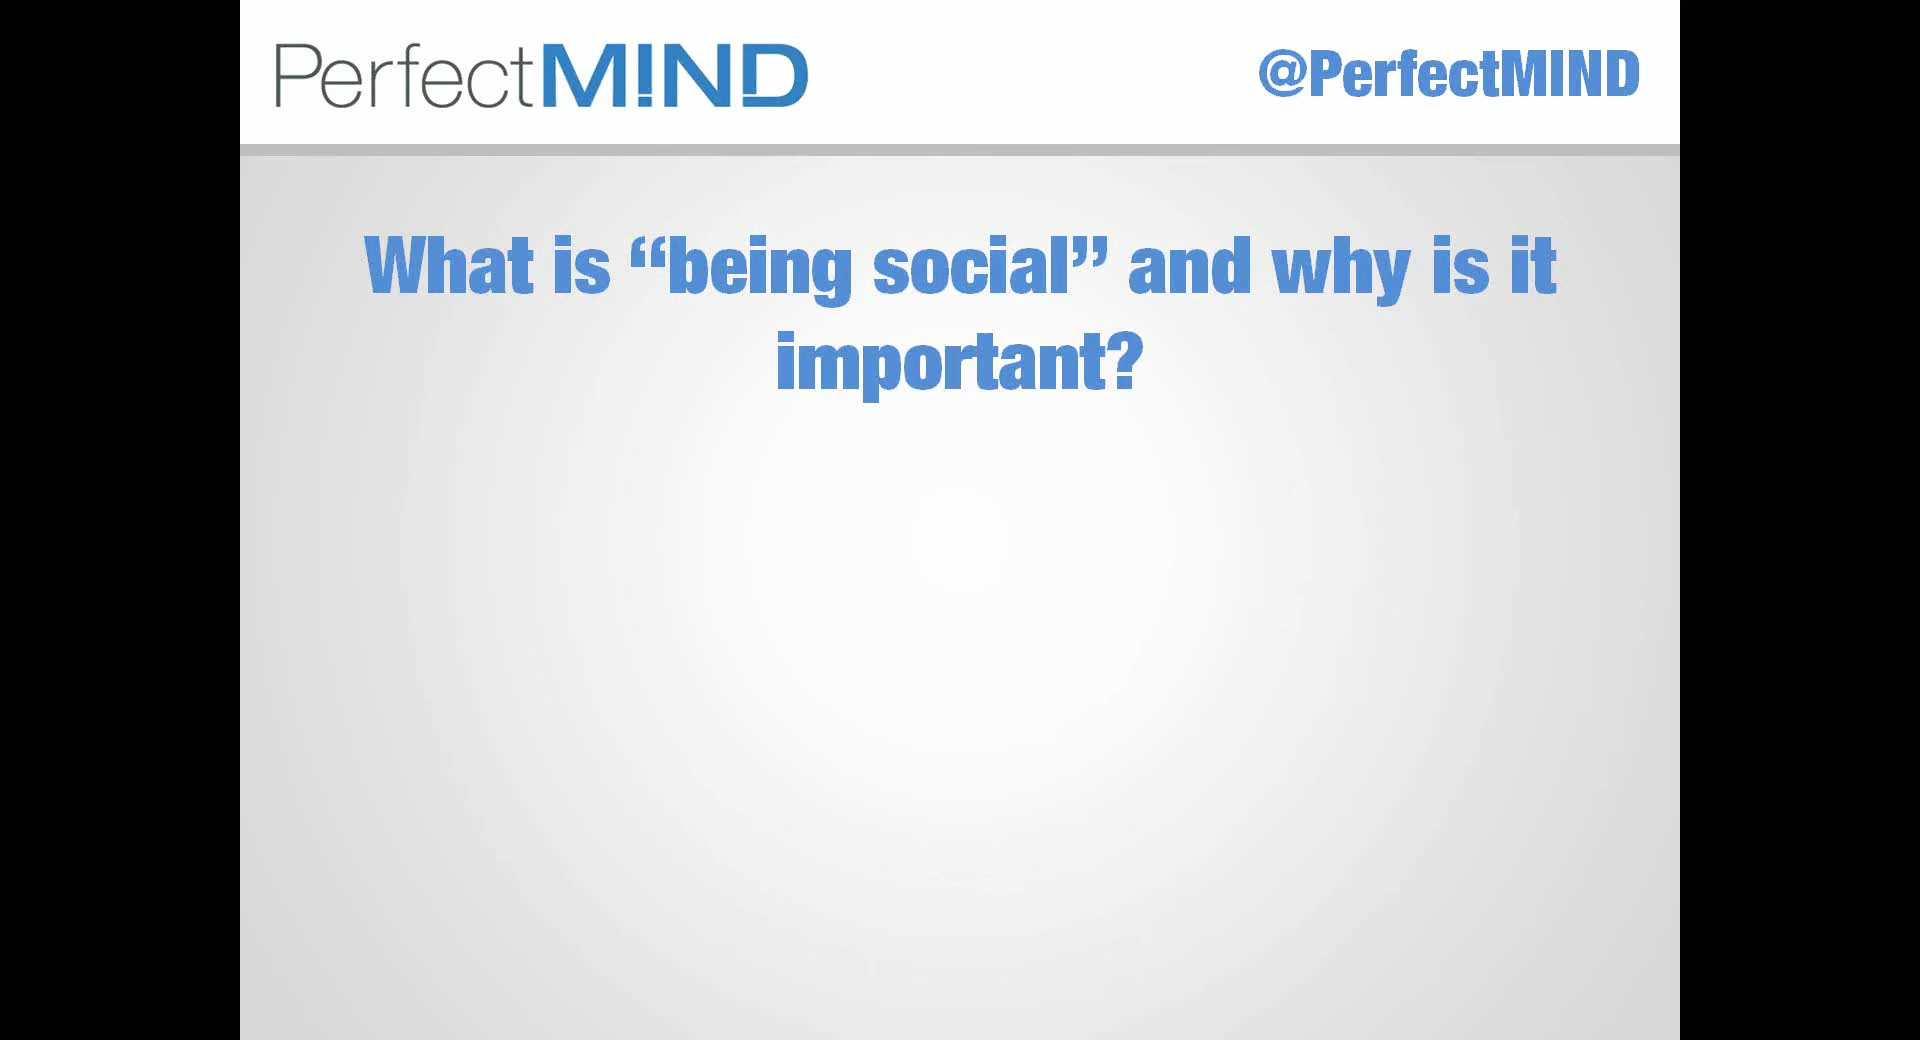 PerfectMIND
@PerfectMIND
What is “being social” and why is it
important?